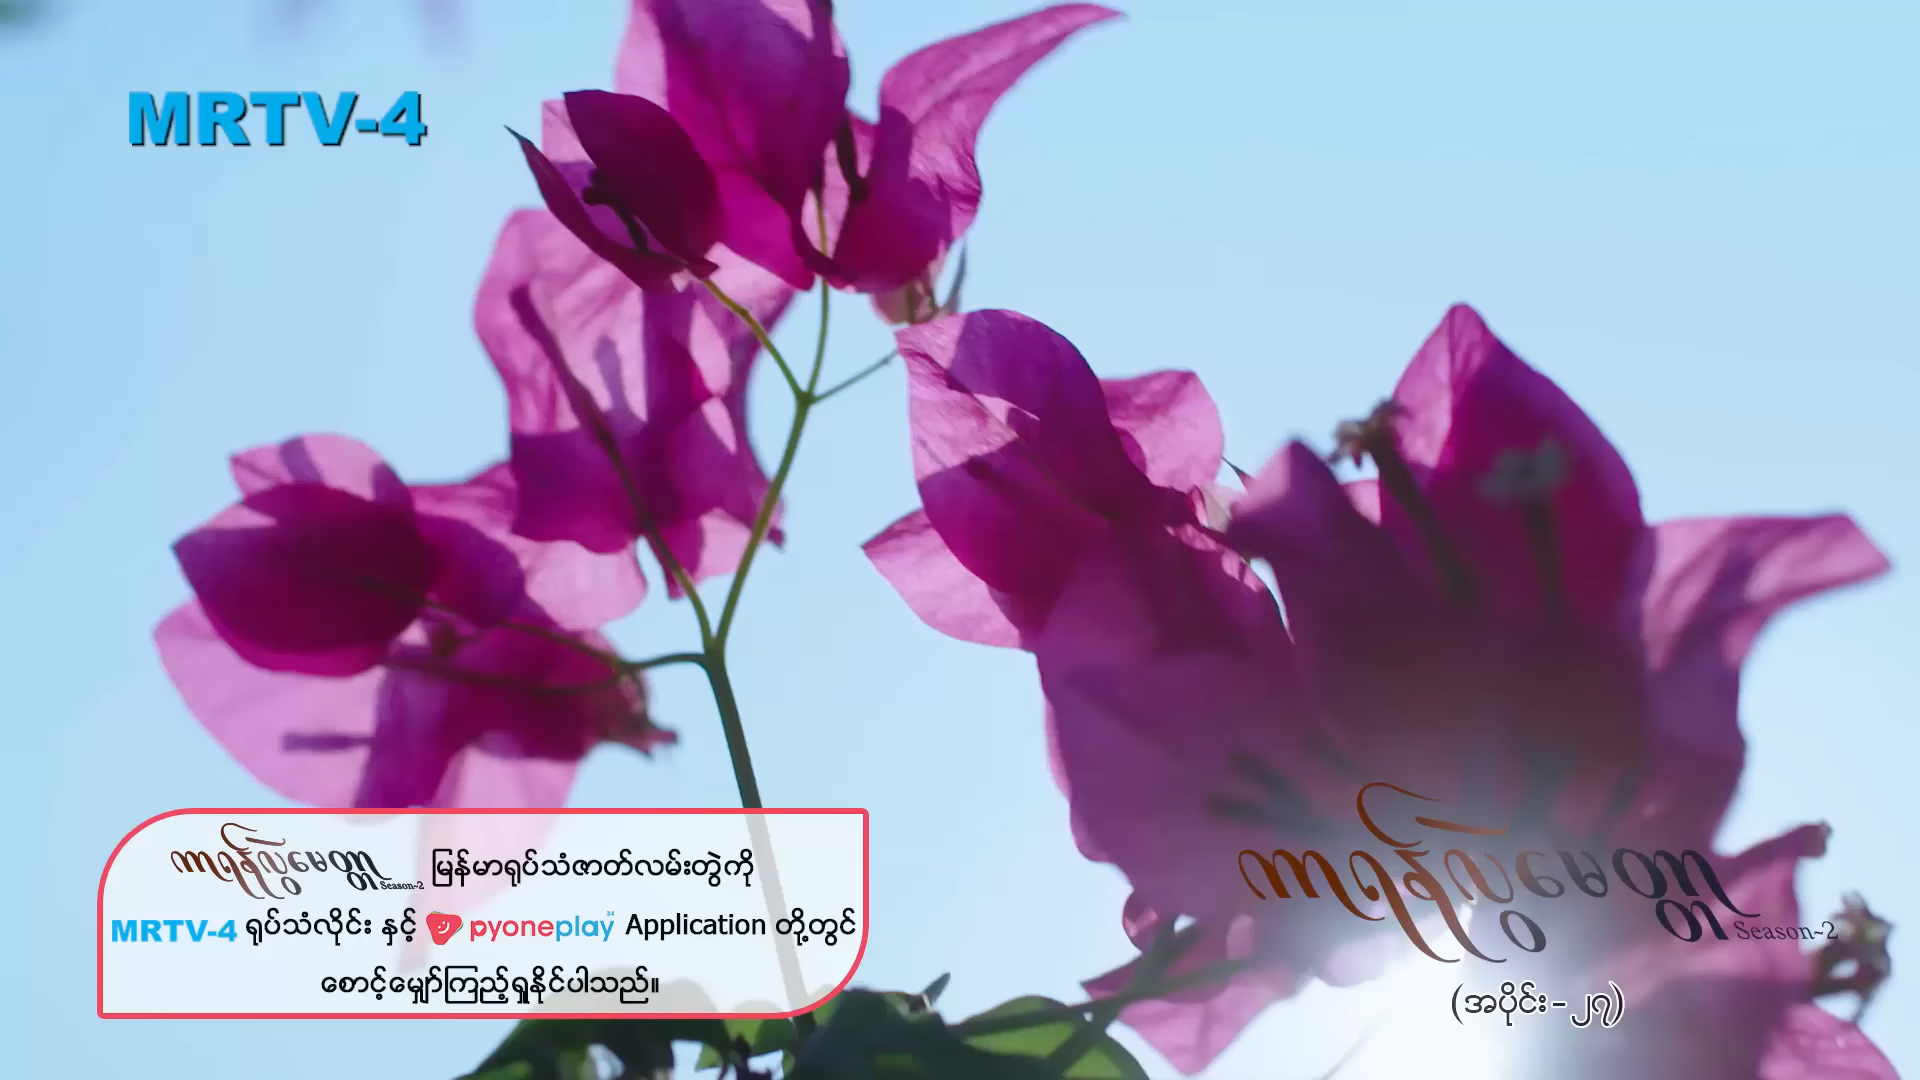 MRTV-4
ကာရန်လွဲမေတ္တာ Season-2 မြန်မာရုပ်သံဇာတ်လမ်းတွဲကို
MRTV-4 ရုပ်သံလိုင်း နှင့် pyoneplay Application တို့တွင်
စောင့်မျှော်ကြည့်ရှုနိုင်ပါသည်။
ကာရန်လွဲမေတ္တာ
Season~2
(အပိုင်း - ၂၇)